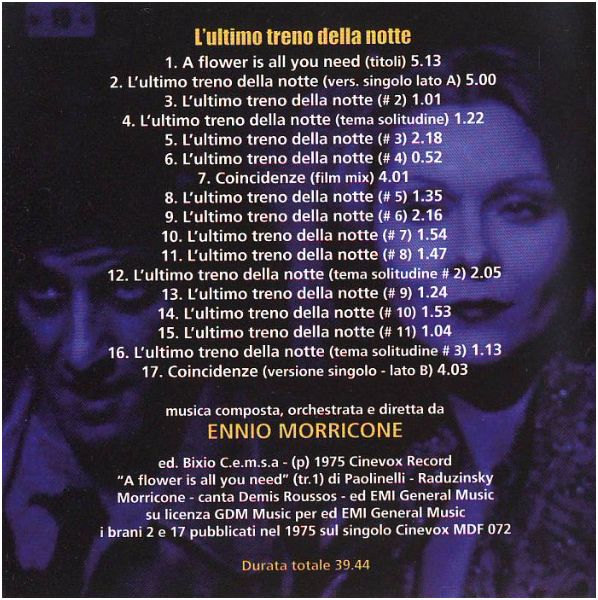 L'ultimo treno della notte
1. A flower is all you need (titoli) 5.13
2. L'ultimo treno della notte (vers. singolo lato A) 5.00
3. L'ultimo treno della notte (# 2) 1.01
4. L'ultimo treno della notte (tema solitudine) 1.22
5. L'ultimo treno della notte (# 3) 2.18
6. L'ultimo treno della notte (# 4) 0.52
7. Coincidenze (film mix) 4.01
8. L'ultimo treno della notte (# 5) 1.35
9. L'ultimo treno della notte (# 6) 2.16
10. L'ultimo treno della notte (# 7) 1.54
11. L'ultimo treno della notte (# 8) 1.47
12. L'ultimo treno della notte (tema solitudine # 2) 2.05
13. L'ultimo treno della notte (# 9) 1.24
14. L'ultimo treno della notte (# 10) 1.53
15. L'ultimo treno della notte (# 11) 1.04
16. L'ultimo treno della notte (tema solitudine # 3) 1.13
17. Coincidenze (versione singolo - lato B) 4.03
musica composta, orchestrata e diretta da
ENNIO MORRICONE
ed. Bixio C.e.m.s.a - (p) 1975 Cinevox Record
“A flower is all you need” (tr.1) di Paolinelli - Raduzinsky
Morricone - canta Demis Roussos - ed EMI General Music
su licenza GDM Music per ed EMI General Music
i brani 2 e 17 pubblicati nel 1975 sul singolo Cinevox MDF 072
Durata totale 39.44